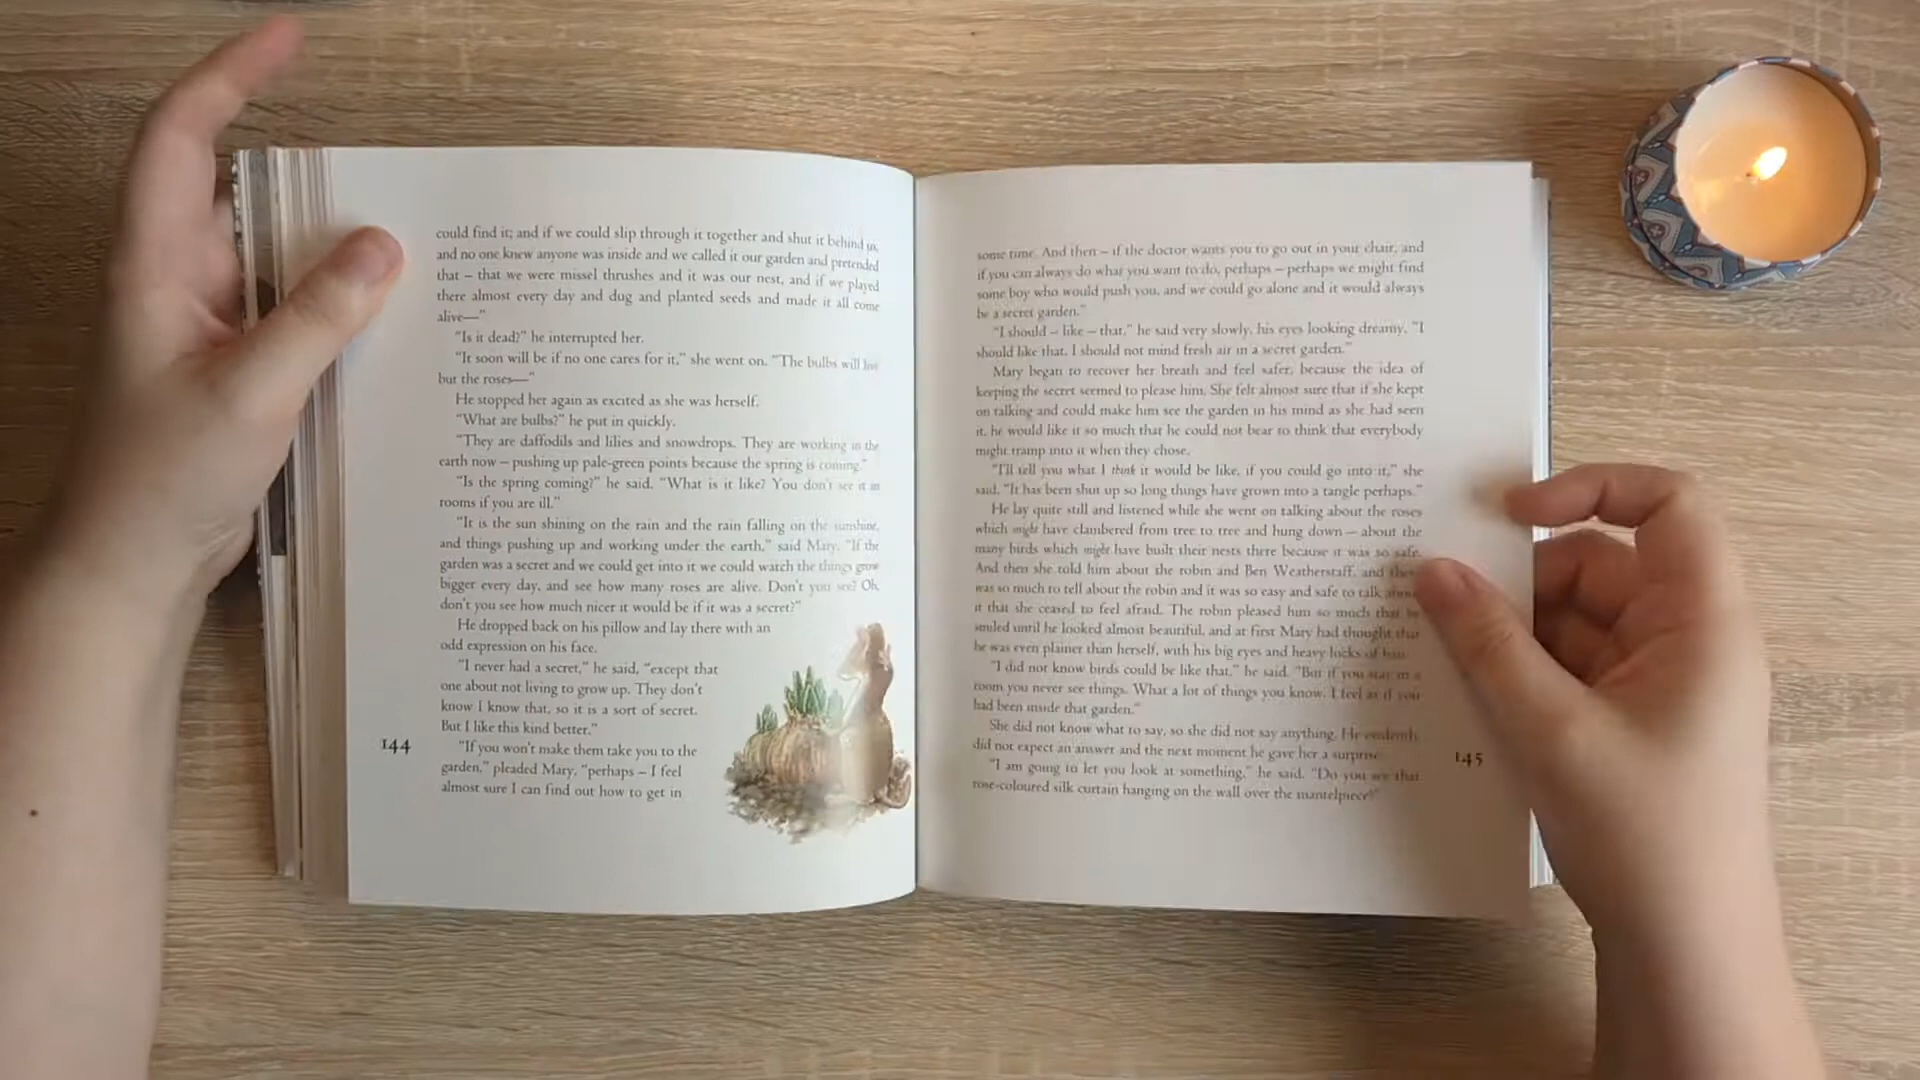 could find it; and if we could slip through it together and shut it behind us,
and no one knew anyone was inside and we called it our garden and pretended
that – that we were missel thrushes and it was our nest, and if we played
there almost every day and dug and planted seeds and made it all come
alive—"
"Is it dead?" he interrupted her.
"It soon will be if no one cares for it," she went on. "The bulbs will live
but the roses—"
He stopped her again as excited as she was herself.
"What are bulbs?" he put in quickly.
"They are daffodils and lilies and snowdrops. They are working in the
earth now – pushing up pale-green points because the spring is coming."
"Is the spring coming?" he said. "What is it like? You don't see it in
rooms if you are ill."
"It is the sun shining on the rain and the rain falling on the sunshine,
and things pushing up and working under the earth," said Mary. "If the
garden was a secret and we could get into it we could watch the things grow
bigger every day, and see how many roses are alive. Don't you see? Oh,
don't you see how much nicer it would be if it was a secret?"
He dropped back on his pillow and lay there with an
odd expression on his face.
"I never had a secret," he said, "except that
one about not living to grow up. They don't
know I know that, so it is a sort of secret.
But I like this kind better."
"If you won't make them take you to the
garden," pleaded Mary, "perhaps – I feel
almost sure I can find out how to get in
144
some time. And then – if the doctor wants you to go out in your chair, and
if you can always do what you want to do, perhaps – perhaps we might find
some boy who would push you, and we could go alone and it would always
be a secret garden."
"I should – like – that," he said very slowly, his eyes looking dreamy. "I
should like that. I should not mind fresh air in a secret garden."
Mary began to recover her breath and feel safer, because the idea of
keeping the secret seemed to please him. She felt almost sure that if she kept
on talking and could make him see the garden in his mind as she had seen
it, he would like it so much that he could not bear to think that everybody
might tramp into it when they chose.
"I'll tell you what I think it would be like, if you could go into it," she
said. "It has been shut up so long things have grown into a tangle perhaps."
He lay quite still and listened while she went on talking about the roses
which might have clambered from tree to tree and hung down – about the
many birds which might have built their nests there because it was so safe.
And then she told him about the robin and Ben Weatherstaff, and there
was so much to tell about the robin and it was so easy and safe to talk about
it that she ceased to feel afraid. The robin pleased him so much that he
smiled until he looked almost beautiful, and at first Mary had thought that
he was even plainer than herself, with his big eyes and heavy locks of hair.
"I did not know birds could be like that," he said. "But if you stay in a
room you never see things. What a lot of things you know. I feel as if you
had been inside that garden."
She did not know what to say, so she did not say anything. He evidently
did not expect an answer and the next moment he gave her a surprise.
"I am going to let you look at something," he said. "Do you see that
rose-coloured silk curtain hanging on the wall over the mantelpiece?"
145